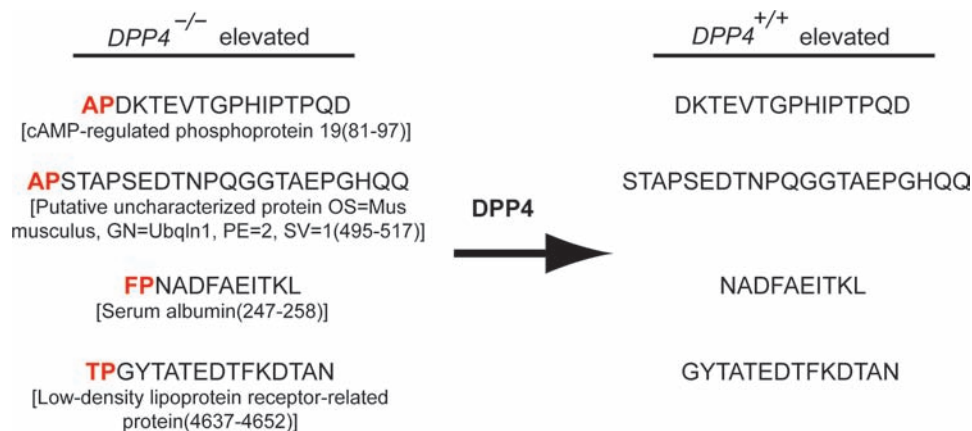 DPP4 –/– elevated
DPP4 +/+ elevated
APDKTEVTGPHIPTPQD
[cAMP-regulated phosphoprotein 19(81-97)]
DKTEVTGPHIPTPQD
APSTAPSEDTNPQGGTAEPGHQQ
[Putative uncharacterized protein OS=Mus
musculus, GN=Ubqln1, PE=2, SV=1(495-517)]
STAPSEDTNPQGGTAEPGHQQ
DPP4
FPNADFAEITKL
[Serum albumin(247-258)]
NADFAEITKL
TPGYTATEDTFKDTAN
[Low-density lipoprotein receptor-related
protein(4637-4652)]
GYTATEDTFKDTAN